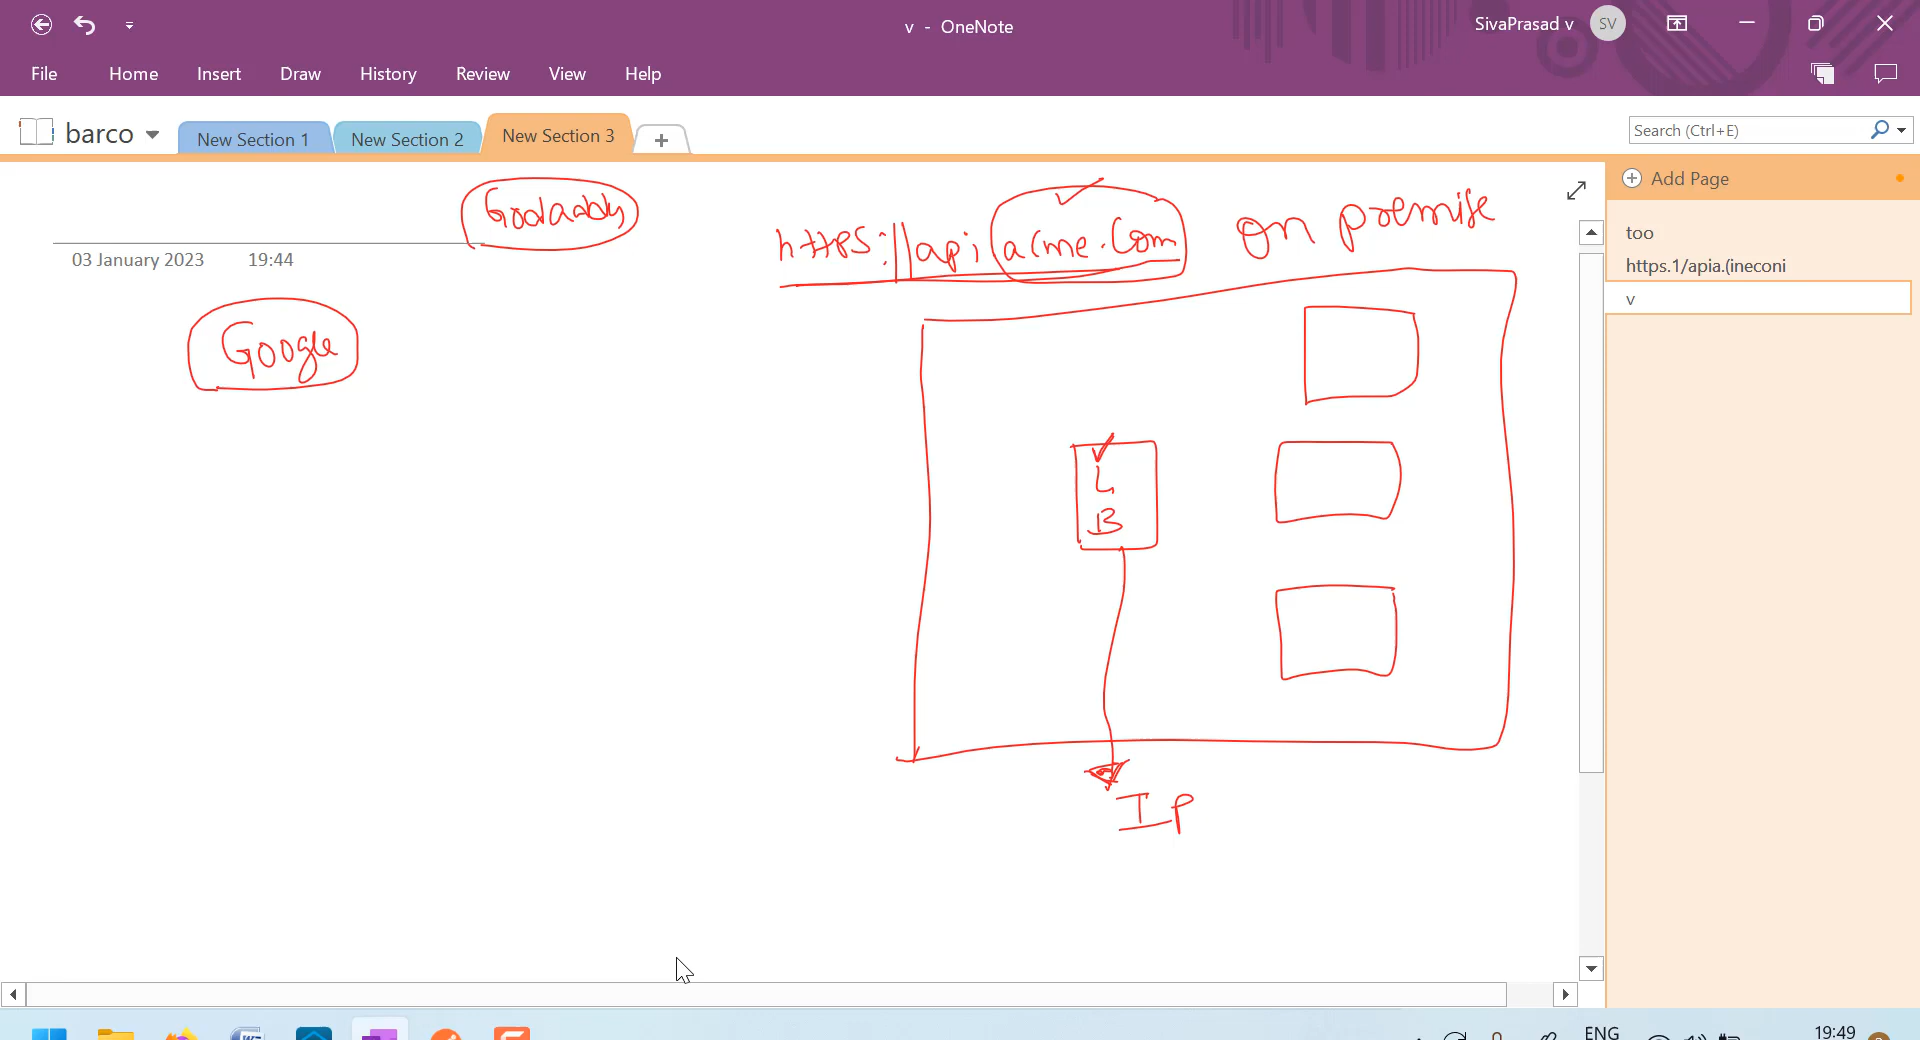 v - OneNote
SivaPrasad v SV
File Home Insert Draw History Review View Help
barco New Section 1 New Section 2 New Section 3 +
Search (Ctrl+E)
Godaddy
https://api acme.com on premise
03 January 2023 19:44
Google
L
B
IP
Add Page
too
https.1/apia.(ineconi
v
ENG 19:49